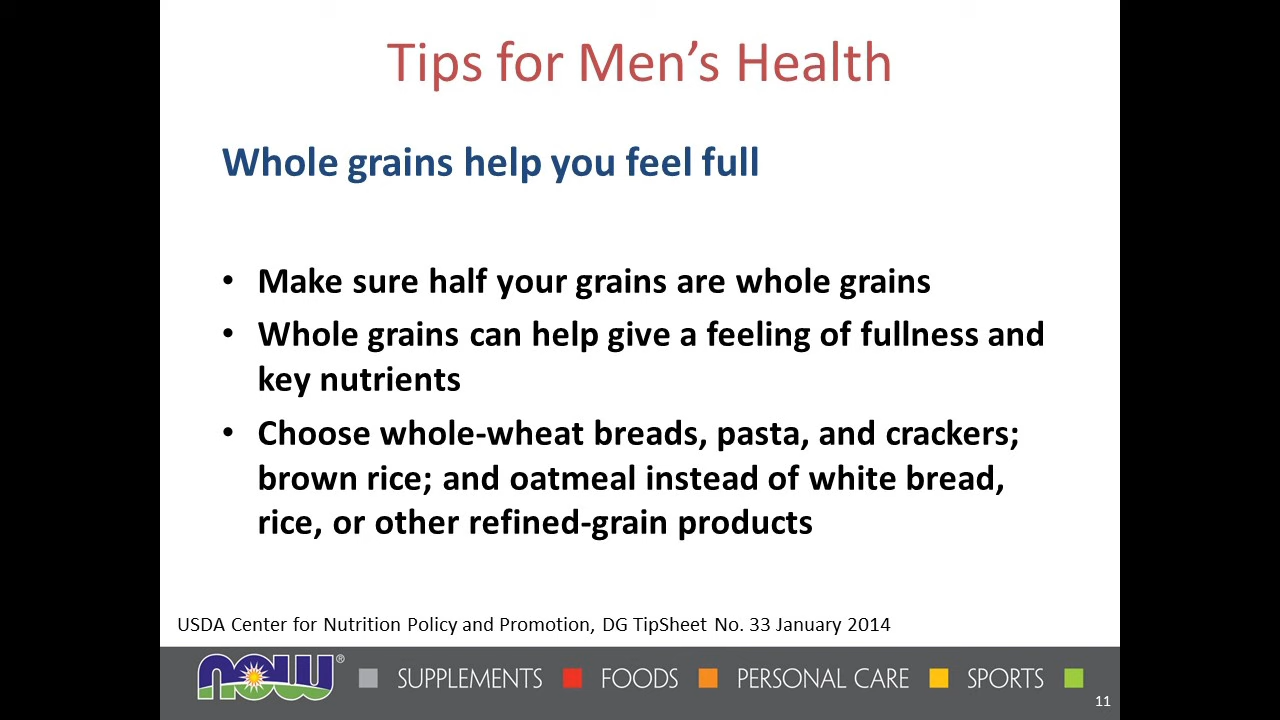 Tips for Men’s Health
Whole grains help you feel full
• Make sure half your grains are whole grains
• Whole grains can help give a feeling of fullness and
key nutrients
• Choose whole-wheat breads, pasta, and crackers;
brown rice; and oatmeal instead of white bread,
rice, or other refined-grain products
USDA Center for Nutrition Policy and Promotion, DG TipSheet No. 33 January 2014
now® SUPPLEMENTS FOODS PERSONAL CARE SPORTS
11